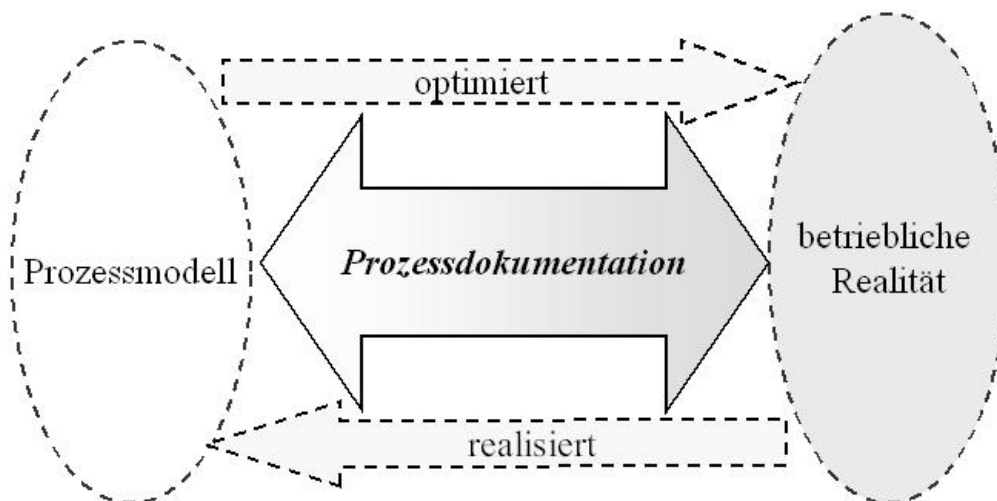 optimiert
Prozessmodell
Prozessdokumentation
betriebliche
Realität
realisiert